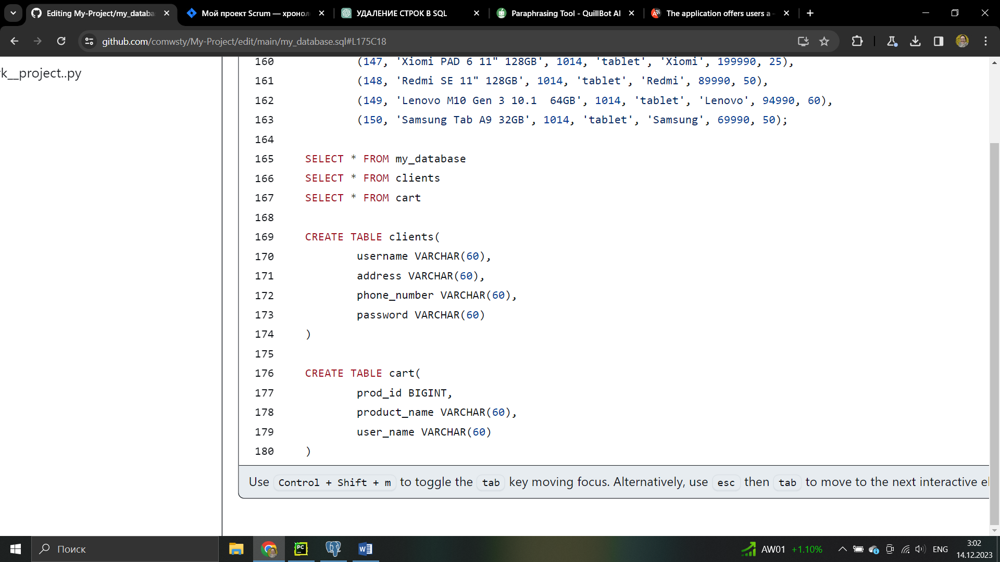 Editing My-Project/my_databa
Мой проект Scrum — хронол
УДАЛЕНИЕ СТРОК В SQL
Paraphrasing Tool - QuillBot AI
The application offers users a -
github.com/comwsty/My-Project/edit/main/my_database.sql#L175C18
k__project..py
160 (147, 'Xiomi PAD 6 11" 128GB', 1014, 'tablet', 'Xiomi', 199990, 25),
161 (148, 'Redmi SE 11" 128GB', 1014, 'tablet', 'Redmi', 89990, 50),
162 (149, 'Lenovo M10 Gen 3 10.1  64GB', 1014, 'tablet', 'Lenovo', 94990, 60),
163 (150, 'Samsung Tab A9 32GB', 1014, 'tablet', 'Samsung', 69990, 50);
164
165 SELECT * FROM my_database
166 SELECT * FROM clients
167 SELECT * FROM cart
168
169 CREATE TABLE clients(
170 username VARCHAR(60),
171 address VARCHAR(60),
172 phone_number VARCHAR(60),
173 password VARCHAR(60)
174 )
175
176 CREATE TABLE cart(
177 prod_id BIGINT,
178 product_name VARCHAR(60),
179 user_name VARCHAR(60)
180 )
Use Control + Shift + m to toggle the tab key moving focus. Alternatively, use esc then tab to move to the next interactive el
Поиск
AW01 +1.10%
ENG
3:02
14.12.2023